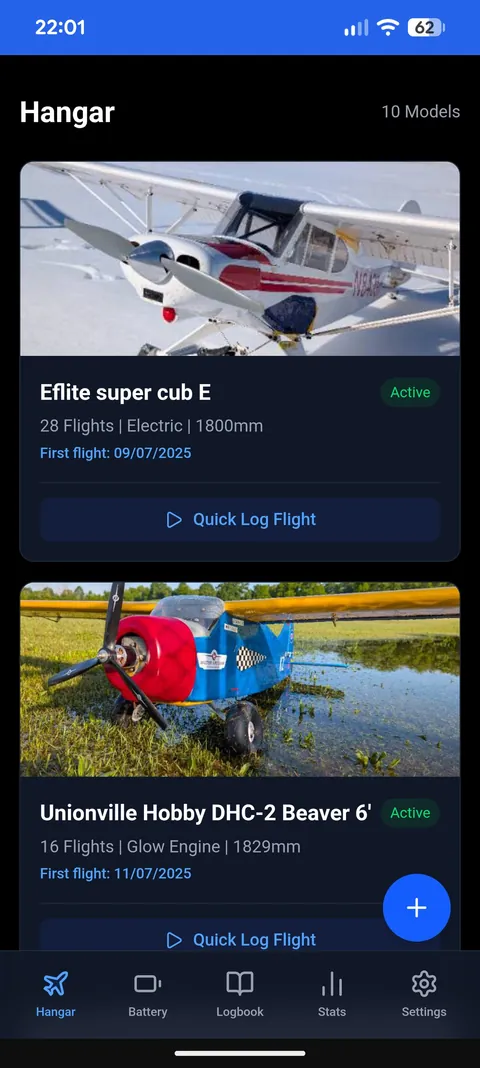 22:01
62
Hangar
10 Models
Eflite super cub E
Active
28 Flights | Electric | 1800mm
First flight: 09/07/2025
Quick Log Flight
Unionville Hobby DHC-2 Beaver 6'
Active
16 Flights | Glow Engine | 1829mm
First flight: 11/07/2025
Quick Log Flight
Hangar
Battery
Logbook
Stats
Settings